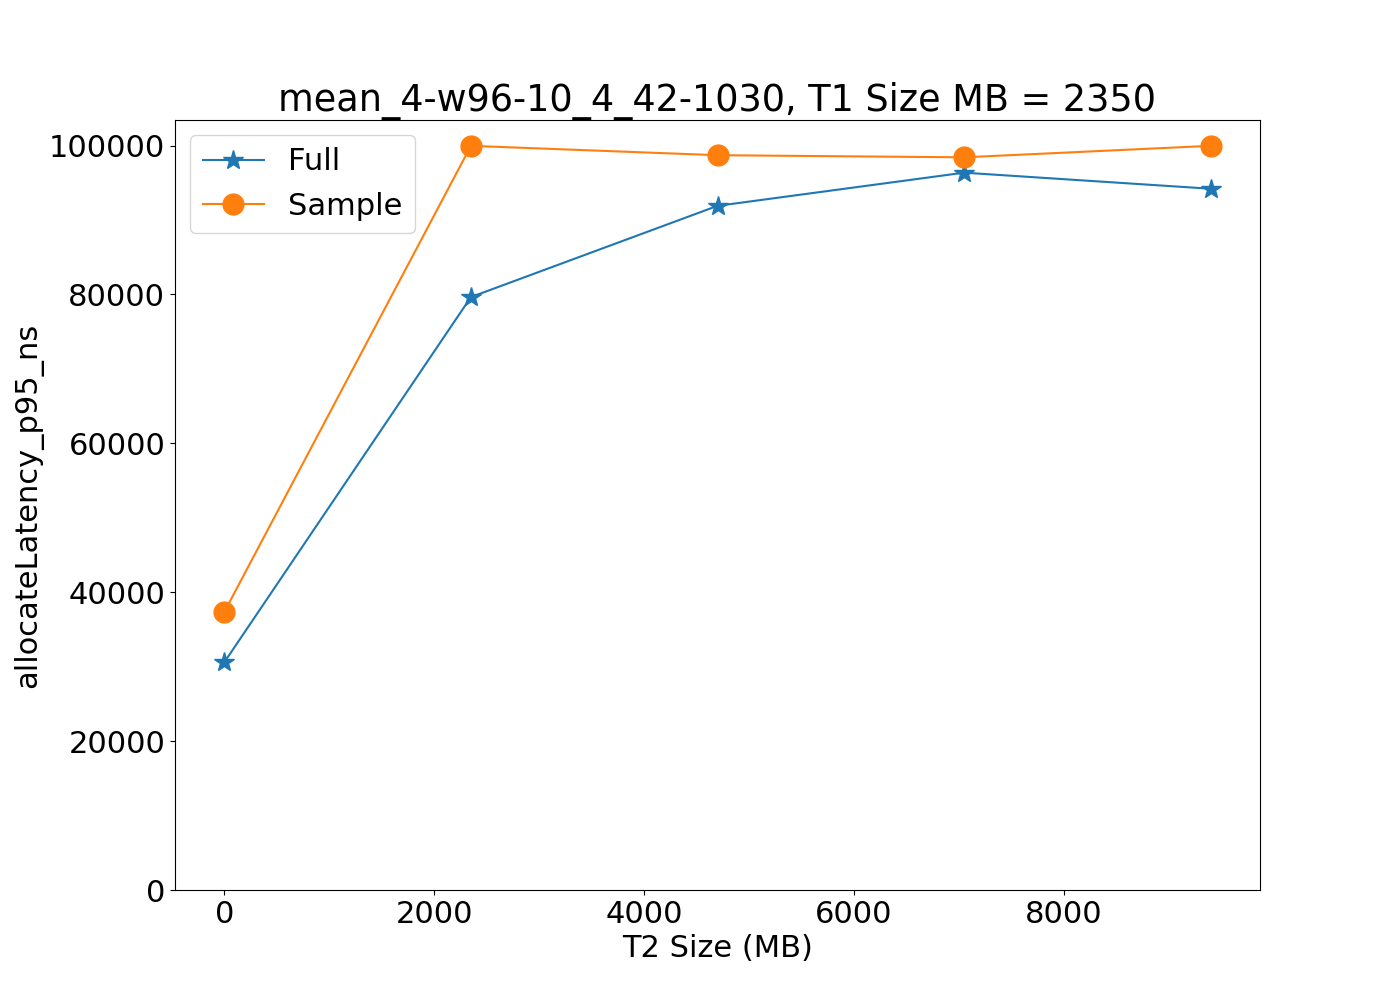 mean_4-w96-10_4_42-1030, T1 Size MB = 2350
Full
Sample
allocateLatency_p95_ns
100000
80000
60000
40000
20000
0
0 2000 4000 6000 8000
T2 Size (MB)